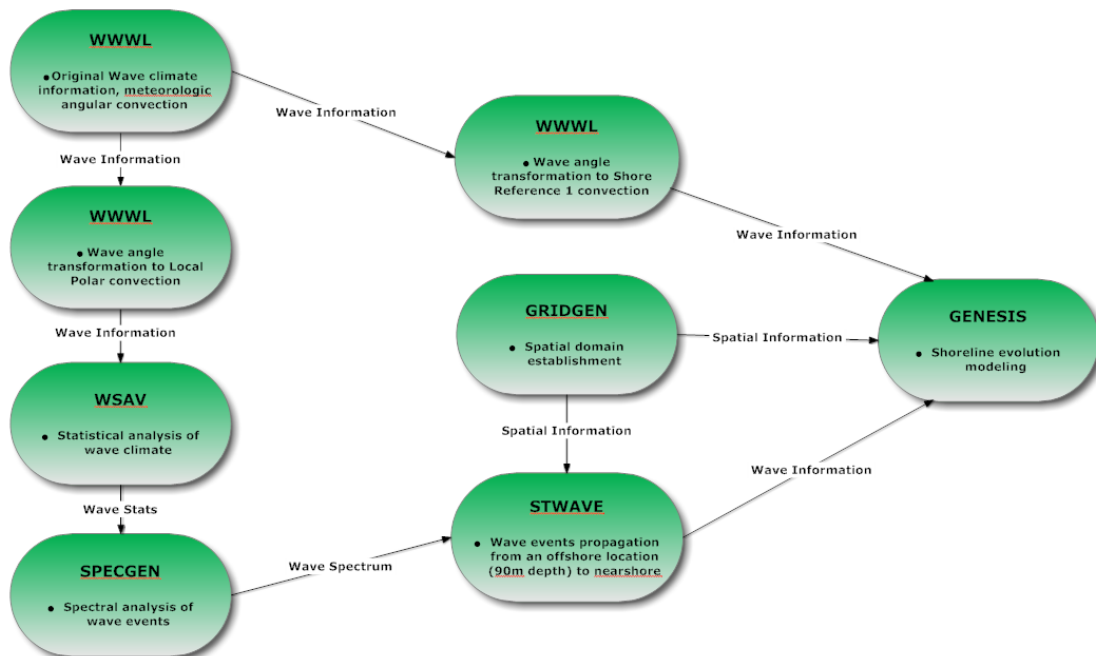 WWWL
•Original Wave climate
information, meteorologic
angular convection
Wave Information
Wave Information
WWWL
• Wave angle
transformation to Shore
Reference 1 convection
WWWL
• Wave angle
transformation to Local
Polar convection
Wave Information
Wave Information
GRIDGEN
• Spatial domain
establishment
Spatial Information
GENESIS
• Shoreline evolution
modeling
WSAV
• Statistical analysis of
wave climate
Spatial Information
Wave Information
Wave Stats
STWAVE
• Wave events propagation
from an offshore location
(90m depth) to nearshore
Wave Spectrum
SPECGEN
• Spectral analysis of
wave events